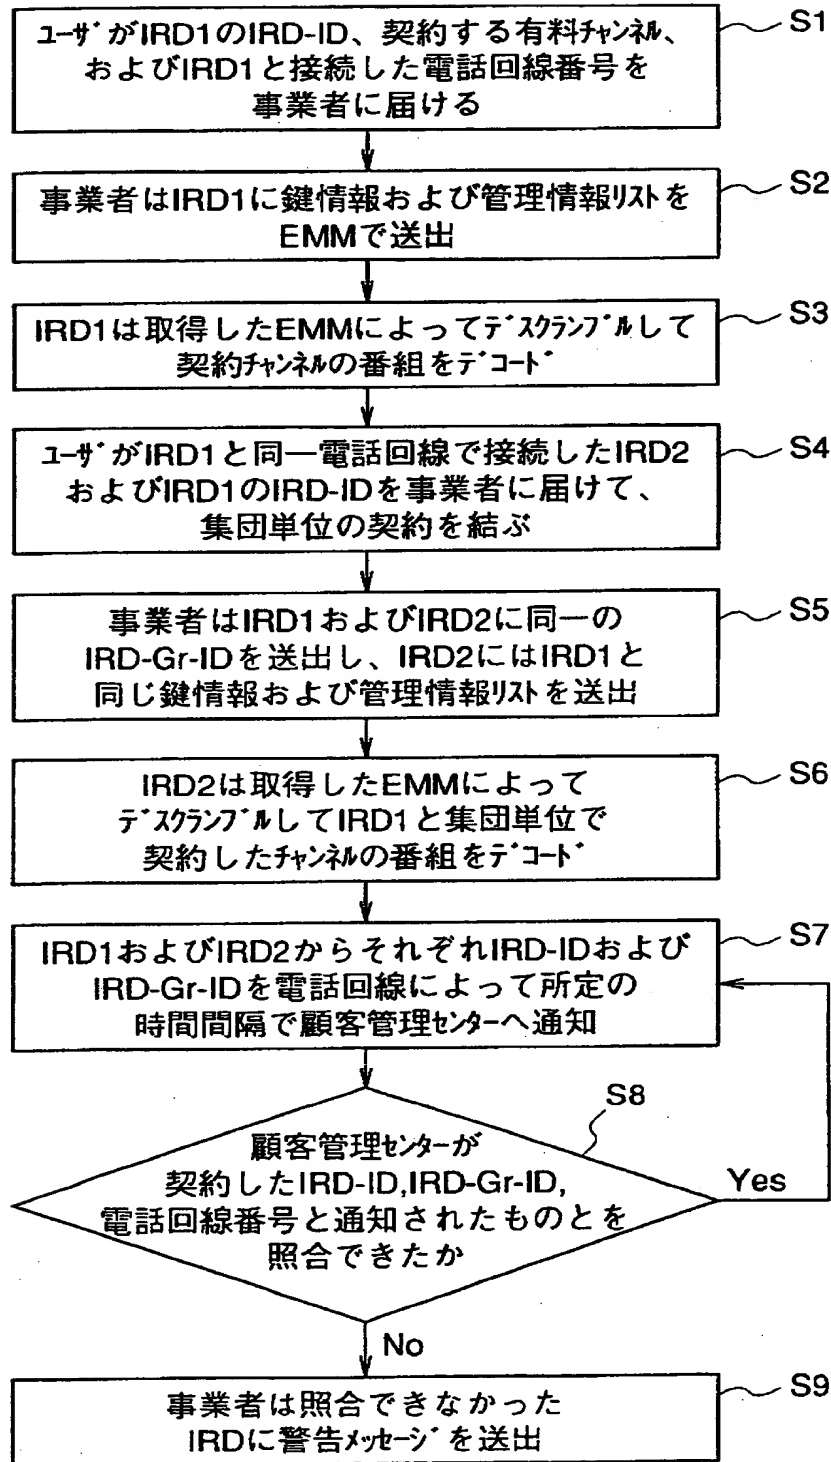 ﾕｰｻﾞがIRD1のIRD-ID、契約する有料ﾁｬﾝﾈﾙ、
およびIRD1と接続した電話回線番号を
事業者に届ける
S1
事業者はIRD1に鍵情報および管理情報ﾘｽﾄを
EMMで送出
S2
IRD1は取得したEMMによってﾃﾞｽｸﾗﾝﾌﾞﾙして
契約ﾁｬﾝﾈﾙの番組をﾃﾞｺｰﾄﾞ
S3
ﾕｰｻﾞがIRD1と同一電話回線で接続したIRD2
およびIRD1のIRD-IDを事業者に届けて、
集団単位の契約を結ぶ
S4
事業者はIRD1およびIRD2に同一の
IRD-Gr-IDを送出し、IRD2にはIRD1と
同じ鍵情報および管理情報ﾘｽﾄを送出
S5
IRD2は取得したEMMによって
ﾃﾞｽｸﾗﾝﾌﾞﾙしてIRD1と集団単位で
契約したﾁｬﾝﾈﾙの番組をﾃﾞｺｰﾄﾞ
S6
IRD1およびIRD2からそれぞれIRD-IDおよび
IRD-Gr-IDを電話回線によって所定の
時間間隔で顧客管理ｾﾝﾀｰへ通知
S7
S8
顧客管理ｾﾝﾀｰが
契約したIRD-ID,IRD-Gr-ID,
電話回線番号と通知されたものとを
照合できたか
Yes
No
事業者は照合できなかった
IRDに警告ﾒｯｾｰｼﾞを送出
S9